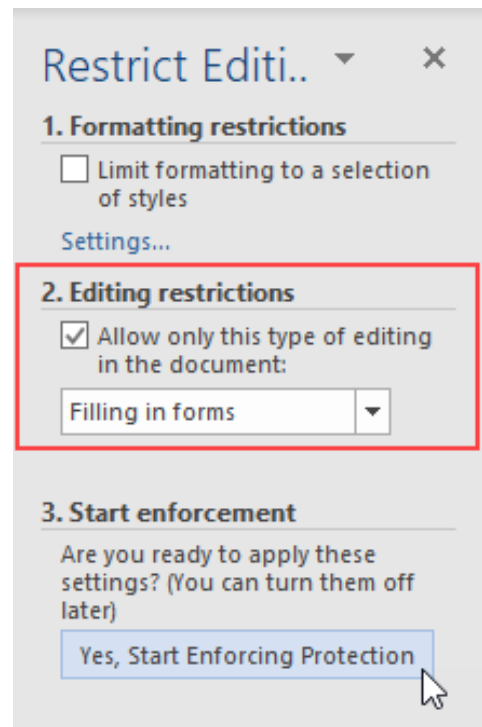 Restrict Editi..
1. Formatting restrictions
Limit formatting to a selection
of styles
Settings...
2. Editing restrictions
Allow only this type of editing
in the document:
Filling in forms
3. Start enforcement
Are you ready to apply these
settings? (You can turn them off
later)
Yes, Start Enforcing Protection